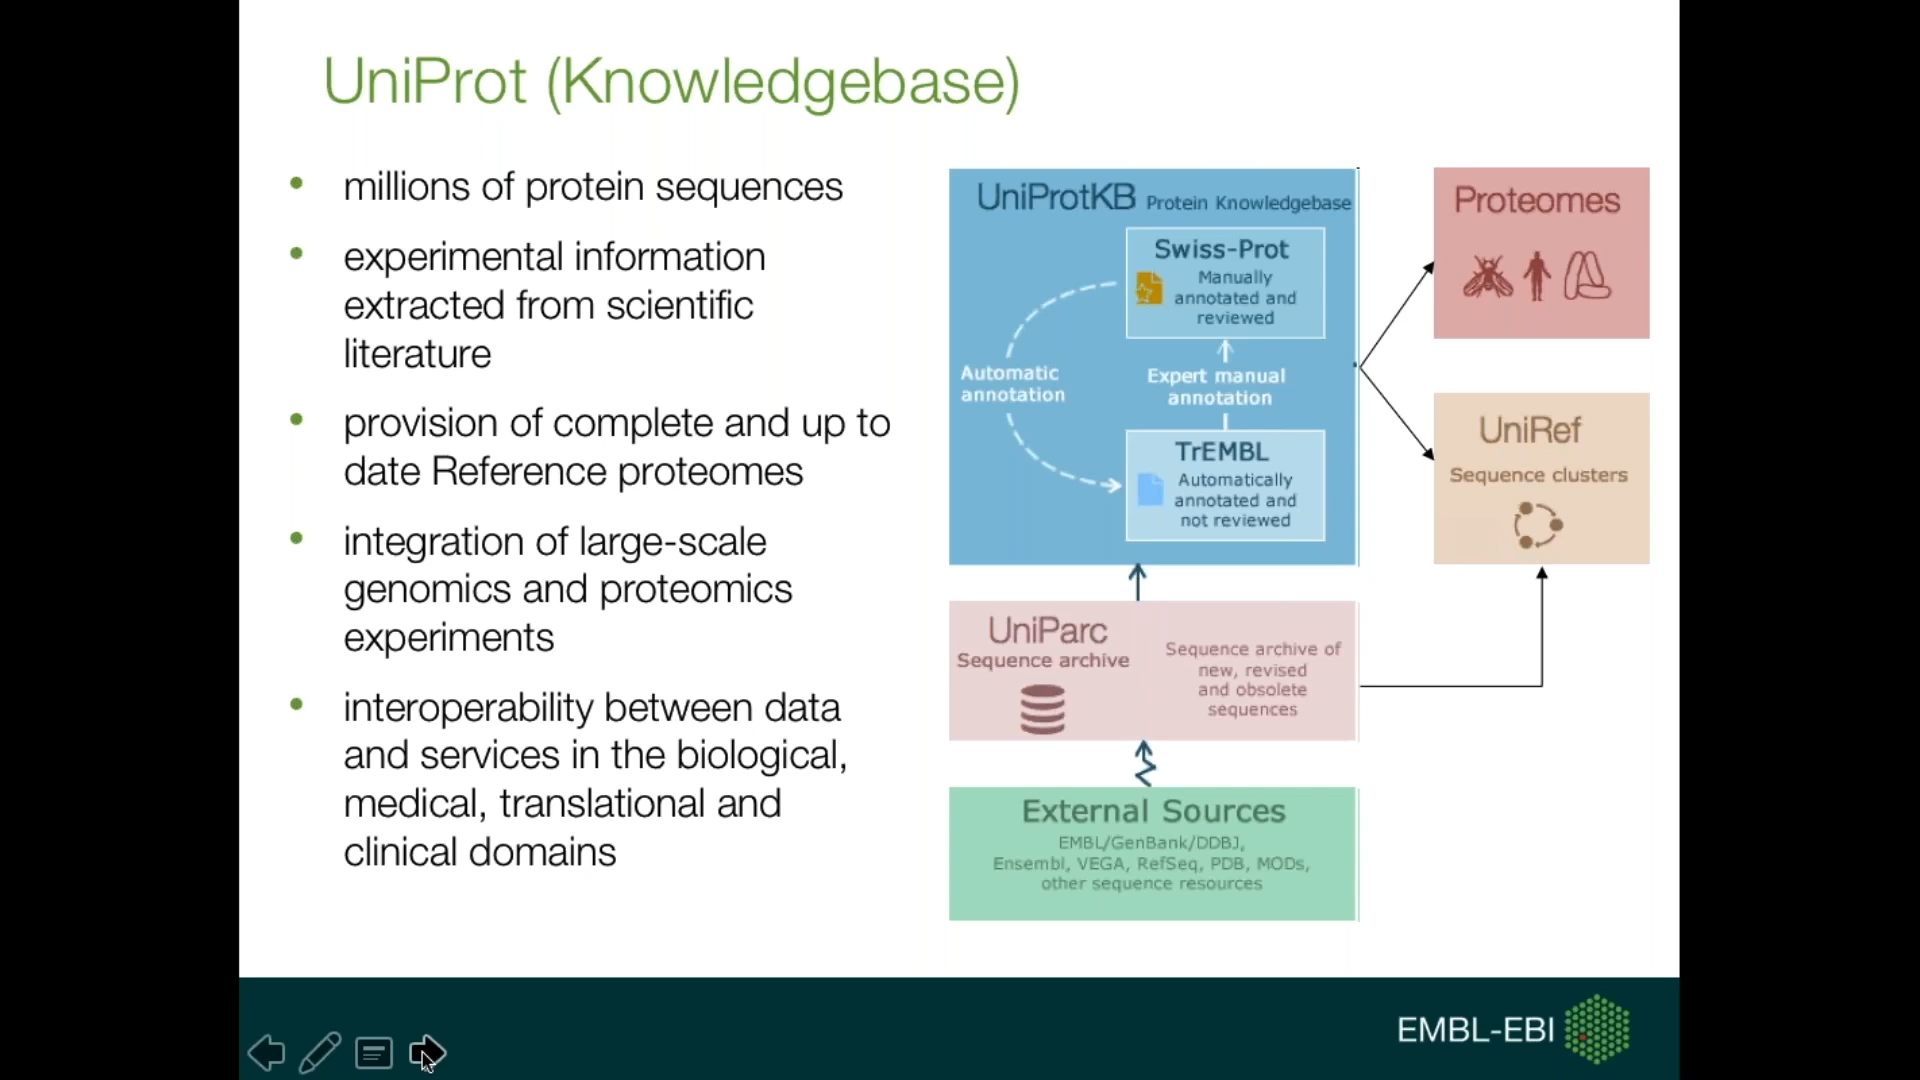 UniProt (Knowledgebase)
• millions of protein sequences
• experimental information
extracted from scientific
literature
• provision of complete and up to
date Reference proteomes
• integration of large-scale
genomics and proteomics
experiments
• interoperability between data
and services in the biological,
medical, translational and
clinical domains
UniProtKB Protein Knowledgebase
Swiss-Prot
Manually
annotated and
reviewed
Automatic
annotation
Expert manual
annotation
TrEMBL
Automatically
annotated and
not reviewed
Proteomes
UniRef
Sequence clusters
UniParc
Sequence archive
Sequence archive of
new, revised
and obsolete
sequences
External Sources
EMBL/GenBank/DDBJ,
Ensembl, VEGA, RefSeq, PDB, MODs,
other sequence resources
EMBL-EBI